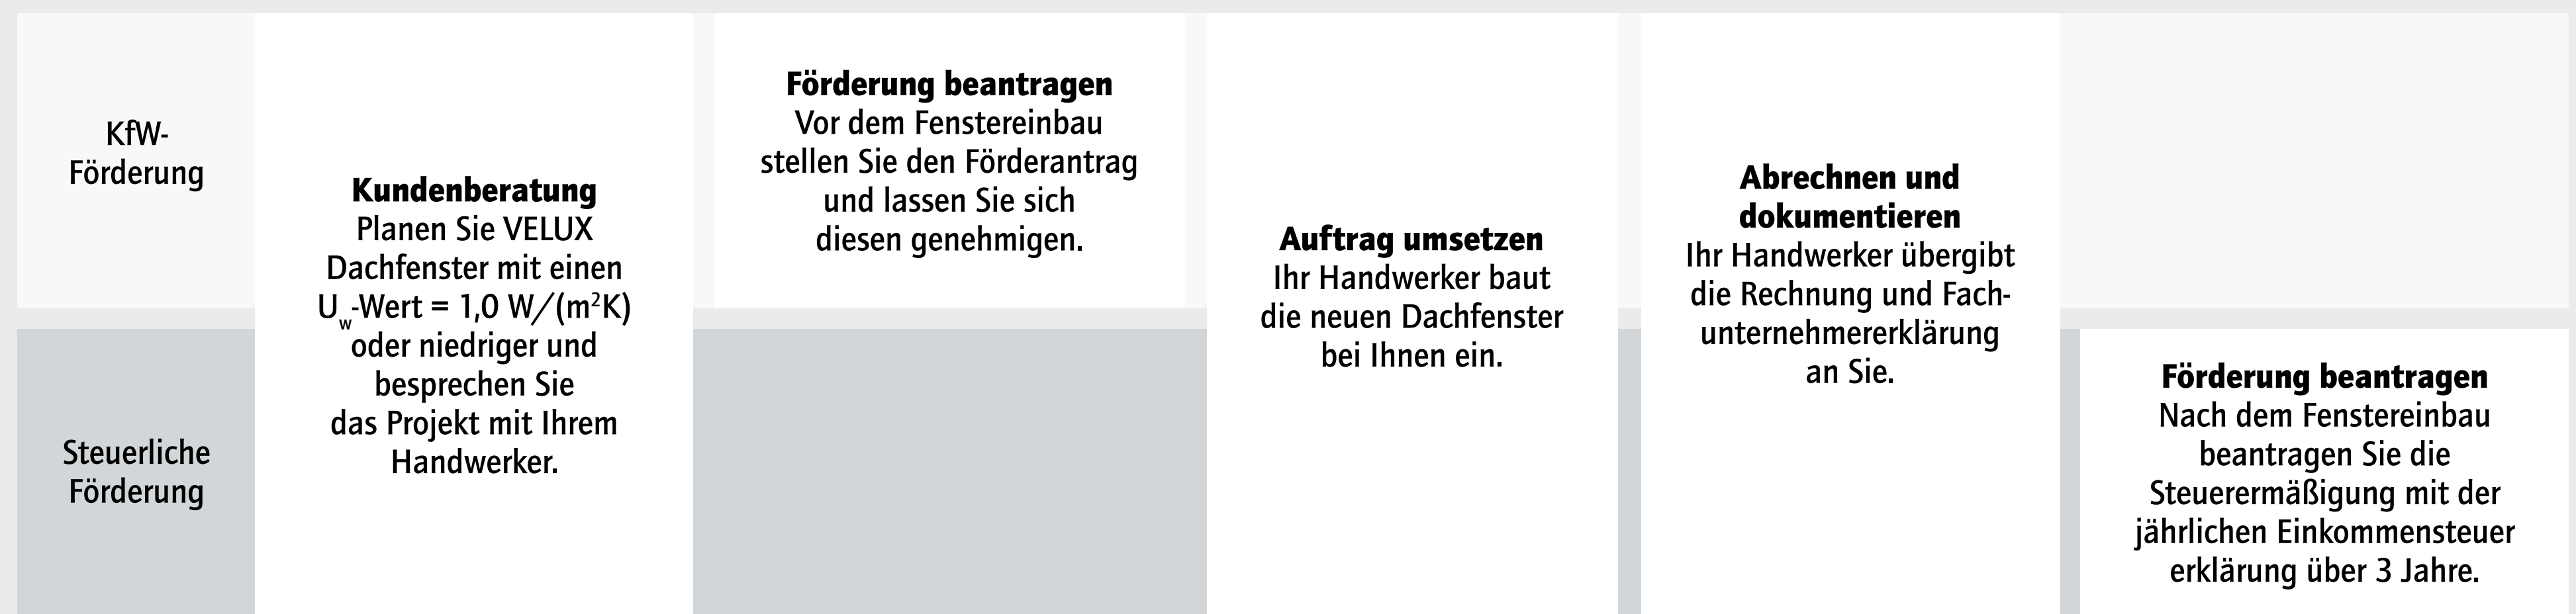 KfW-
Förderung
Steuerliche
Förderung
Kundenberatung
Planen Sie VELUX
Dachfenster mit einen
U_w-Wert = 1,0 W/(m²K)
oder niedriger und
besprechen Sie
das Projekt mit Ihrem
Handwerker.
Förderung beantragen
Vor dem Fenstereinbau
stellen Sie den Förderantrag
und lassen Sie sich
diesen genehmigen.
Auftrag umsetzen
Ihr Handwerker baut
die neuen Dachfenster
bei Ihnen ein.
Abrechnen und
dokumentieren
Ihr Handwerker übergibt
die Rechnung und Fach-
unternehmererklärung
an Sie.
Förderung beantragen
Nach dem Fenstereinbau
beantragen Sie die
Steuerermäßigung mit der
jährlichen Einkommensteuer
erklärung über 3 Jahre.